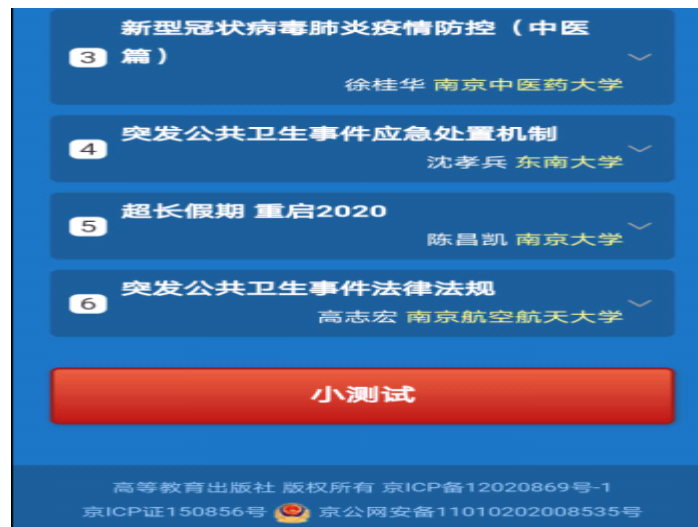 新型冠状病毒肺炎疫情防控（中医
3 篇）
徐桂华 南京中医药大学
突发公共卫生事件应急处置机制
4
沈孝兵 东南大学
超长假期 重启2020
5
陈昌凯 南京大学
突发公共卫生事件法律法规
6
高志宏 南京航空航天大学
小测试
高等教育出版社 版权所有 京ICP备12020869号-1
京ICP证150856号 京公网安备11010202008535号